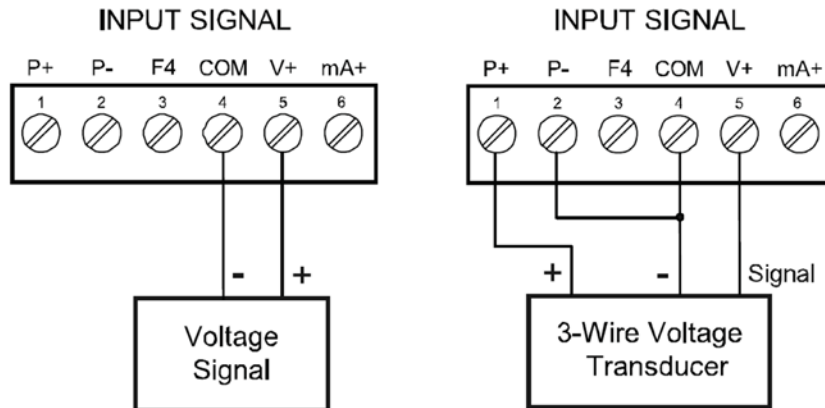 INPUT SIGNAL
P+ P- F4 COM V+ mA+
1 2 3 4 5 6
- +
Voltage
Signal
INPUT SIGNAL
P+ P- F4 COM V+ mA+
1 2 3 4 5 6
+ - Signal
3-Wire Voltage
Transducer